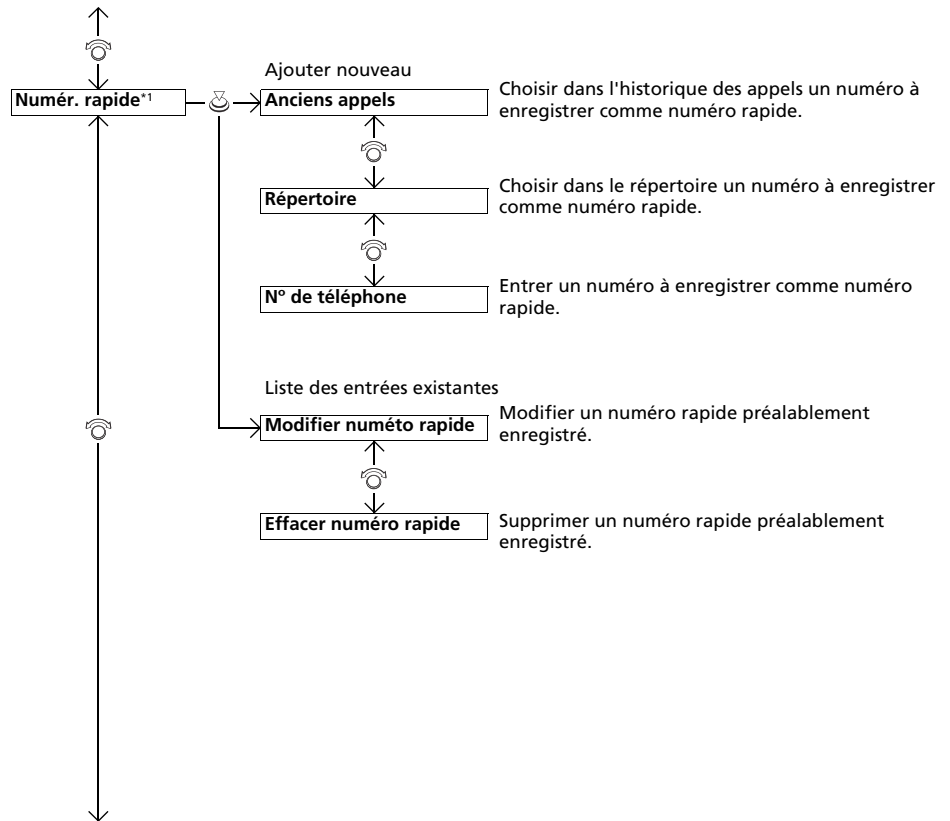 Ajouter nouveau
Numér. rapide*1
Anciens appels
Choisir dans l'historique des appels un numéro à
enregistrer comme numéro rapide.
Répertoire
Choisir dans le répertoire un numéro à enregistrer
comme numéro rapide.
Nº de téléphone
Entrer un numéro à enregistrer comme numéro
rapide.
Liste des entrées existantes
Modifier numéto rapide
Modifier un numéro rapide préalablement
enregistré.
Effacer numéro rapide
Supprimer un numéro rapide préalablement
enregistré.